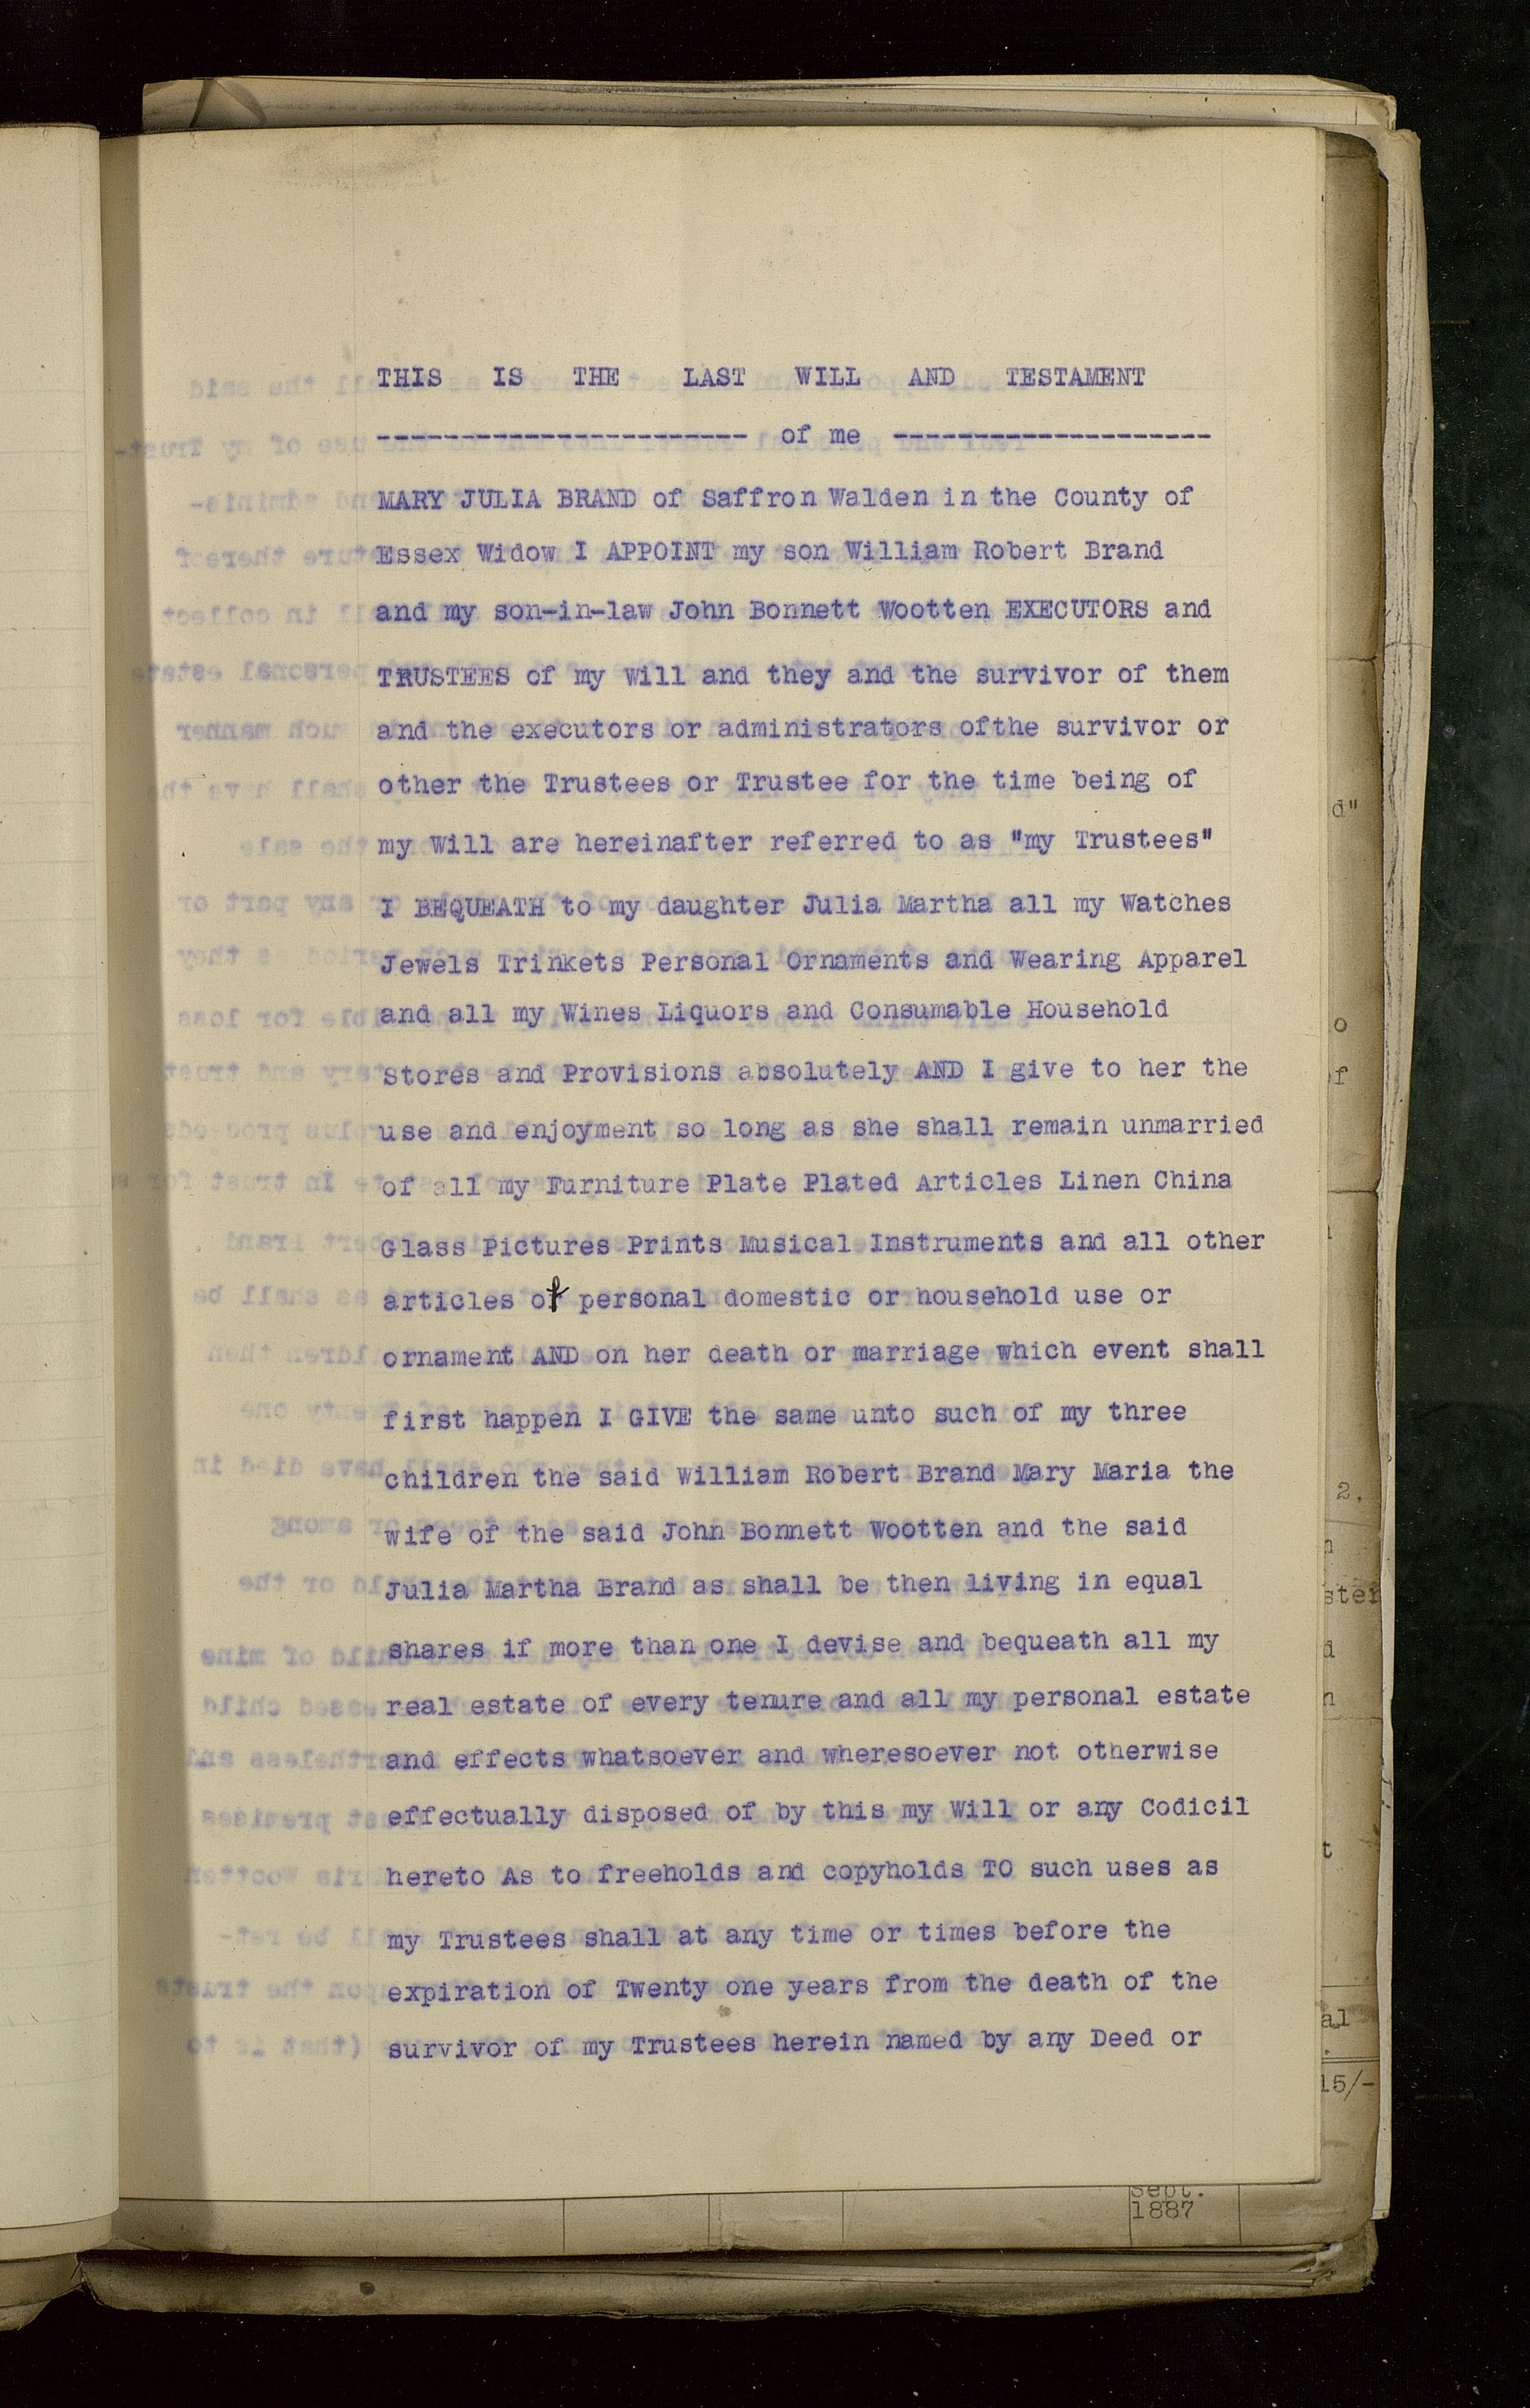 THIS IS THE LAST WILL AND TESTAMENT
----------------------- of me --------------------
MARY JULIA BRAND of Saffron Walden in the County of
Essex Widow I APPOINT my son William Robert Brand
and my son-in-law John Bonnett Wootten EXECUTORS and
TRUSTEES of my will and they and the survivor of them
and the executors or administrators ofthe survivor or
other the Trustees or Trustee for the time being of
my Will are hereinafter referred to as "my Trustees"
I BEQUEATH to my daughter Julia Martha all my Watches
Jewels Trinkets Personal Ornaments and Wearing Apparel
and all my Wines Liquors and Consumable Household
Stores and Provisions absolutely AND I give to her the
use and enjoyment so long as she shall remain unmarried
of all my Furniture Plate Plated Articles Linen China
Glass Pictures Prints Musical Instruments and all other
articles of personal domestic or household use or
ornament AND on her death or marriage which event shall
first happen I GIVE the same unto such of my three
children the said William Robert Brand Mary Maria the
wife of the said John Bonnett Wootten and the said
Julia Martha Brand as shall be then living in equal
shares if more than one I devise and bequeath all my
real estate of every tenure and all my personal estate
and effects whatsoever and wheresoever not otherwise
effectually disposed of by this my Will or any Codicil
hereto As to freeholds and copyholds TO such uses as
my Trustees shall at any time or times before the
expiration of Twenty one years from the death of the
survivor of my Trustees herein named by any Deed or
d"
o
f
2.
ster
d
n
t
al
15/-
Sept.
1887